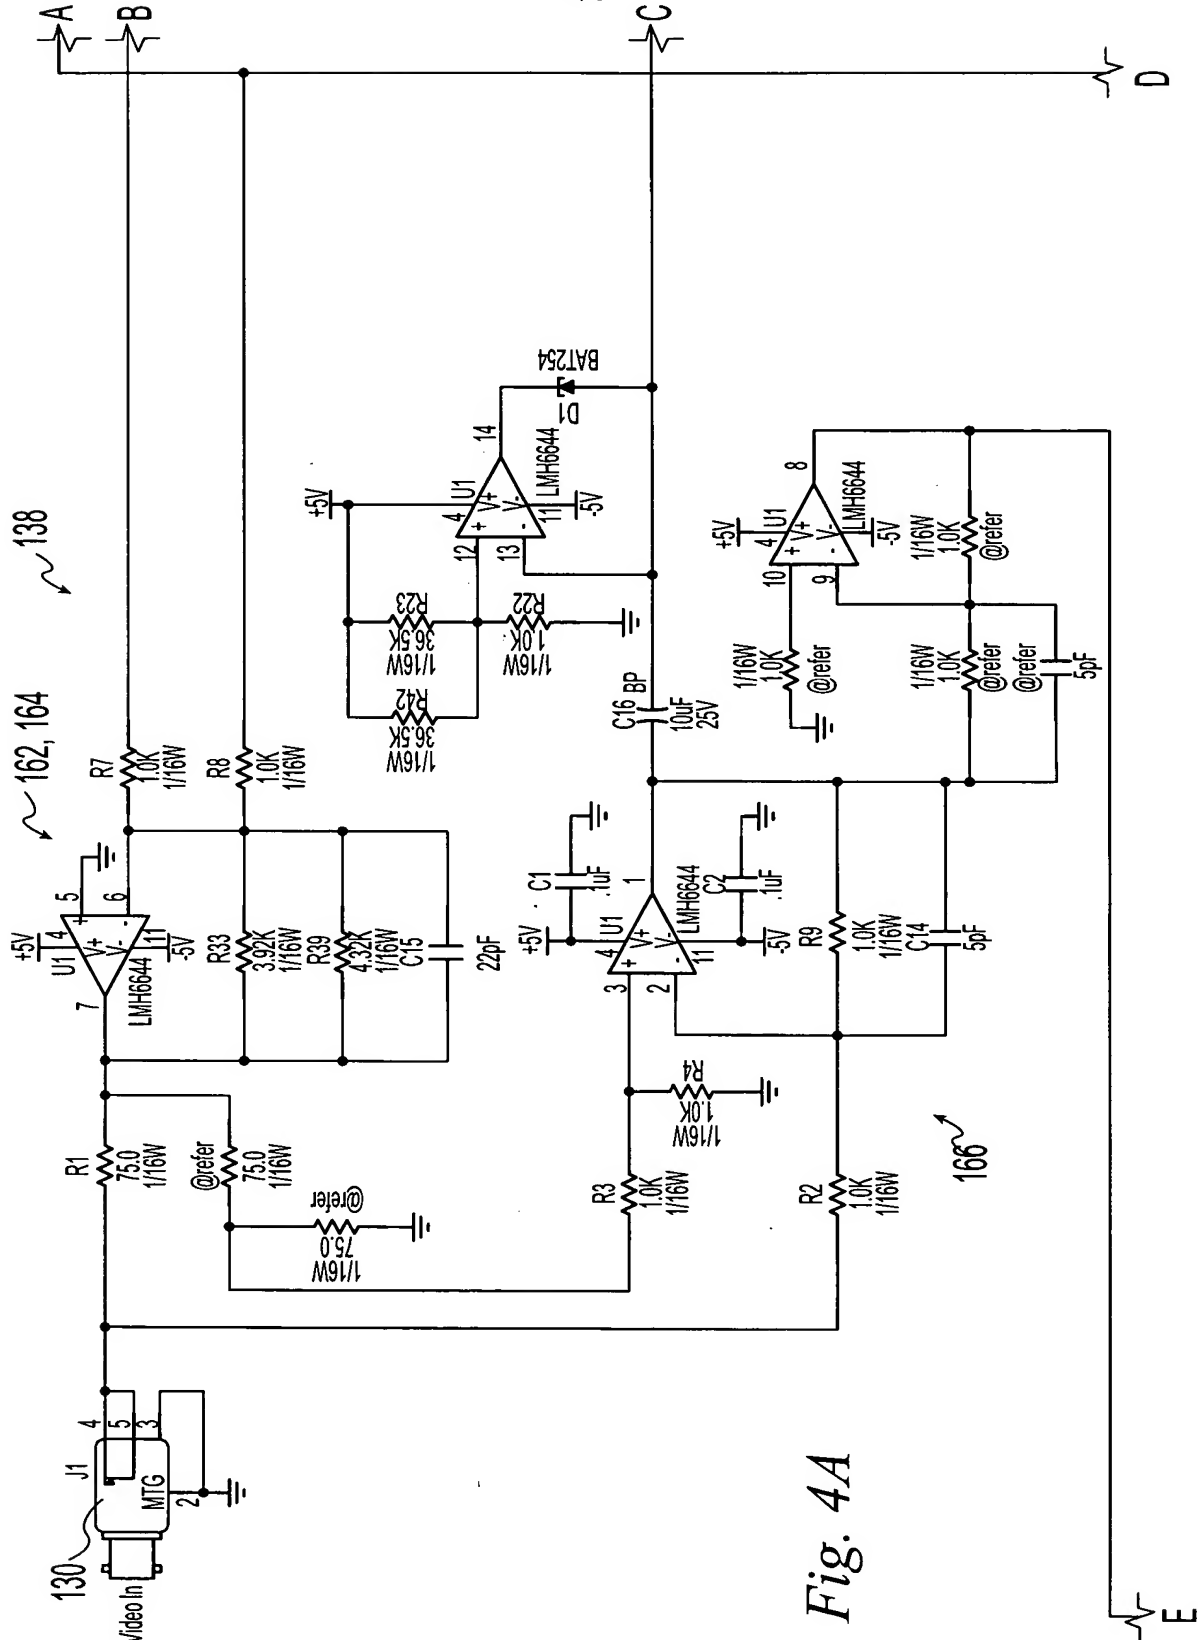 A
B
C
D
E
138
162, 164
166
130
Video In
J1
4
5
3
MTG
2
R1
75.0
1/16W
@refer
75.0
1/16W
@refer
75.0
1/16W
+5V
U1
4
V+
V-
+
-
5
6
7
11
-5V
LMH6644
R7
1.0K
1/16W
R8
1.0K
1/16W
R33
3.92K
1/16W
R39
4.32K
1/16W
C15
22pF
R42
36.5K
1/16W
R23
36.5K
1/16W
R22
1.0K
1/16W
+5V
U1
4
V+
V-
+
-
12
13
14
11
-5V
LMH6644
D1
BAT254
C1
.1uF
C2
.1uF
+5V
U1
4
V+
V-
+
-
3
2
1
11
-5V
LMH6644
R3
1.0K
1/16W
R4
1.0K
1/16W
R2
1.0K
1/16W
R9
1.0K
1/16W
C14
5pF
C16 BP
10uF
25V
1/16W
1.0K
@refer
+5V
U1
4
V+
V-
+
-
10
9
8
-5V
LMH6644
1/16W
1.0K
@refer
1/16W
1.0K
@refer
@refer
5pF
Fig. 4A